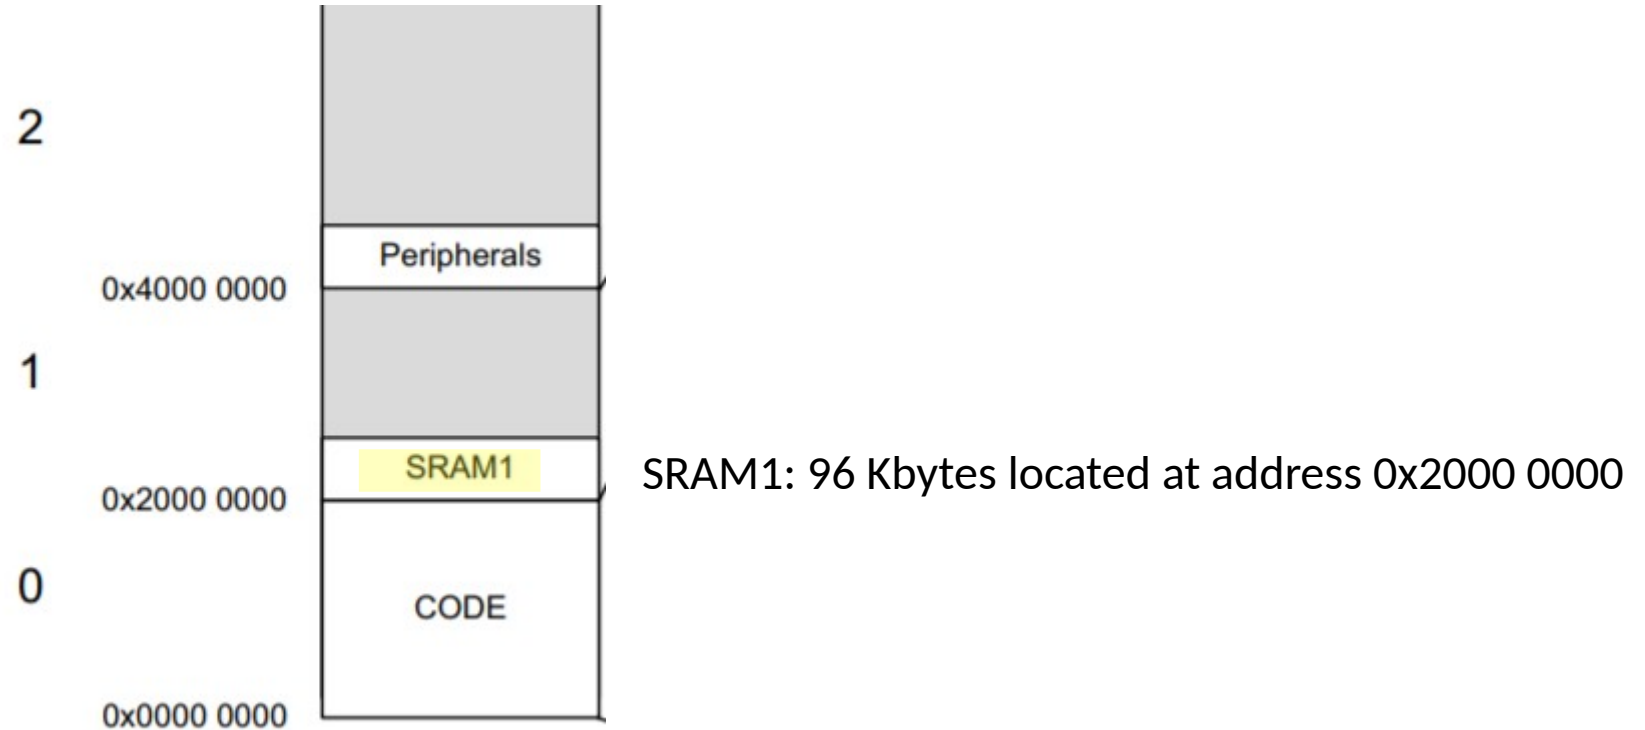 2
Peripherals
0x4000 0000
1
SRAM1
SRAM1: 96 Kbytes located at address 0x2000 0000
0x2000 0000
0
CODE
0x0000 0000